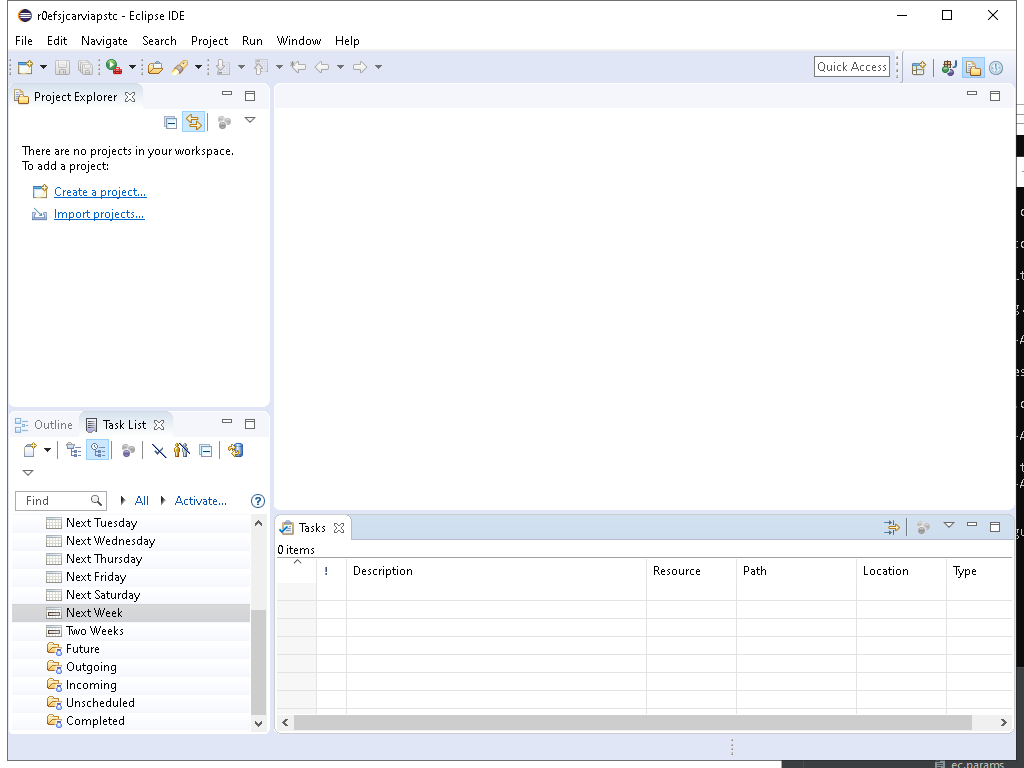 r0efsjcarviapstc - Eclipse IDE
File Edit Navigate Search Project Run Window Help
Quick Access
Project Explorer
There are no projects in your workspace.
To add a project:
Create a project...
Import projects...
Outline Task List
Find All Activate... ?
Next Tuesday
Next Wednesday
Next Thursday
Next Friday
Next Saturday
Next Week
Two Weeks
Future
Outgoing
Incoming
Unscheduled
Completed
Tasks
0 items
! Description Resource Path Location Type
ec.params